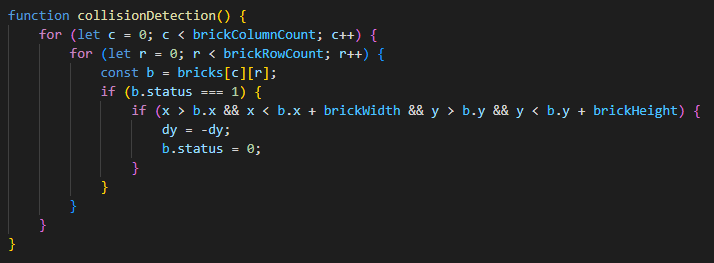 function collisionDetection() {
    for (let c = 0; c < brickColumnCount; c++) {
        for (let r = 0; r < brickRowCount; r++) {
            const b = bricks[c][r];
            if (b.status === 1) {
                if (x > b.x && x < b.x + brickWidth && y > b.y && y < b.y + brickHeight) {
                    dy = -dy;
                    b.status = 0;
                }
            }
        }
    }
}